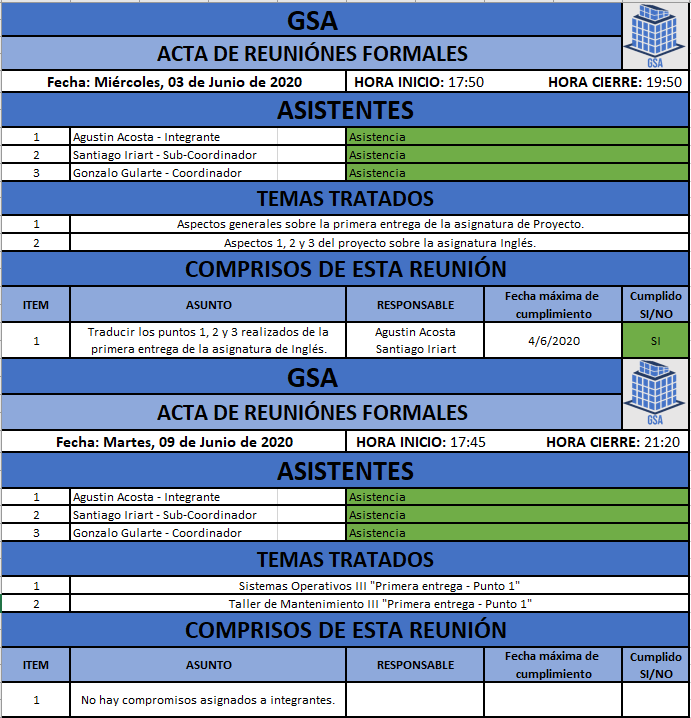 GSA
GSA
ACTA DE REUNIÓNES FORMALES
Fecha: Miércoles, 03 de Junio de 2020 HORA INICIO: 17:50 HORA CIERRE: 19:50
ASISTENTES
1 Agustin Acosta - Integrante Asistencia
2 Santiago Iriart - Sub-Coordinador Asistencia
3 Gonzalo Gularte - Coordinador Asistencia
TEMAS TRATADOS
1 Aspectos generales sobre la primera entrega de la asignatura de Proyecto.
2 Aspectos 1, 2 y 3 del proyecto sobre la asignatura Inglés.
COMPRISOS DE ESTA REUNIÓN
ITEM ASUNTO RESPONSABLE Fecha máxima de cumplimiento Cumplido SI/NO
1 Traducir los puntos 1, 2 y 3 realizados de la primera entrega de la asignatura de Inglés. Agustin Acosta Santiago Iriart 4/6/2020 SI
GSA
GSA
ACTA DE REUNIÓNES FORMALES
Fecha: Martes, 09 de Junio de 2020 HORA INICIO: 17:45 HORA CIERRE: 21:20
ASISTENTES
1 Agustin Acosta - Integrante Asistencia
2 Santiago Iriart - Sub-Coordinador Asistencia
3 Gonzalo Gularte - Coordinador Asistencia
TEMAS TRATADOS
1 Sistemas Operativos III "Primera entrega - Punto 1"
2 Taller de Mantenimiento III "Primera entrega - Punto 1"
COMPRISOS DE ESTA REUNIÓN
ITEM ASUNTO RESPONSABLE Fecha máxima de cumplimiento Cumplido SI/NO
1 No hay compromisos asignados a integrantes.